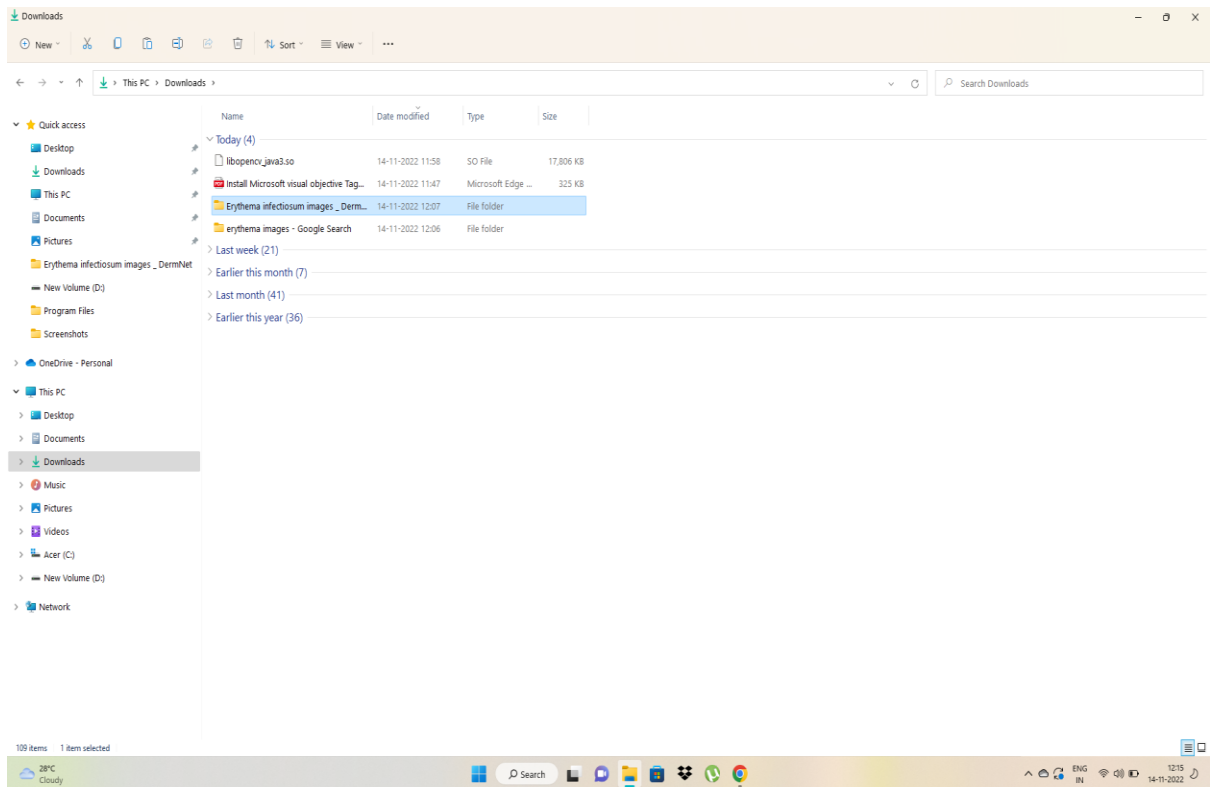 Downloads
New
Sort
View
This PC > Downloads >
Search Downloads
Quick access
Desktop
Downloads
This PC
Documents
Pictures
Erythema infectiosum images _ DermNet
New Volume (D:)
Program Files
Screenshots
OneDrive - Personal
This PC
Desktop
Documents
Downloads
Music
Pictures
Videos
Acer (C:)
New Volume (D:)
Network
Name Date modified Type Size
Today (4)
libopencv_java3.so 14-11-2022 11:58 SO File 17,806 KB
Install Microsoft visual objective Tag... 14-11-2022 11:47 Microsoft Edge ... 325 KB
Erythema infectiosum images _ Derm... 14-11-2022 12:07 File folder
erythema images - Google Search 14-11-2022 12:06 File folder
Last week (21)
Earlier this month (7)
Last month (41)
Earlier this year (36)
109 items 1 item selected
28°C
Cloudy
Search
ENG
IN
12:15
14-11-2022